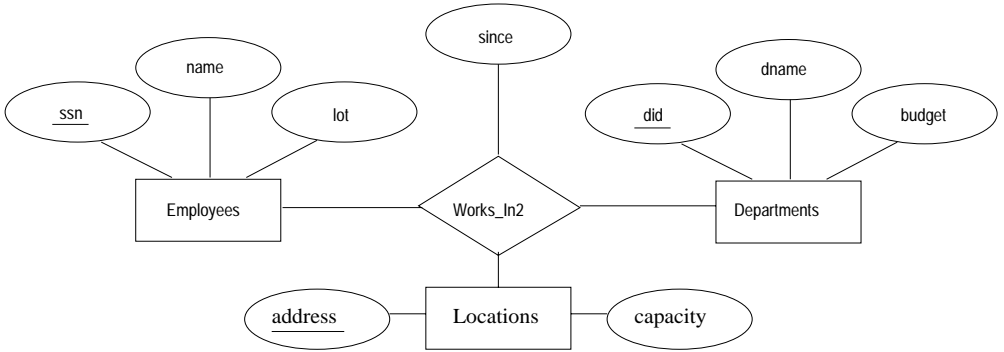 since
name
dname
ssn
lot
did
budget
Employees
Works_In2
Departments
address
Locations
capacity